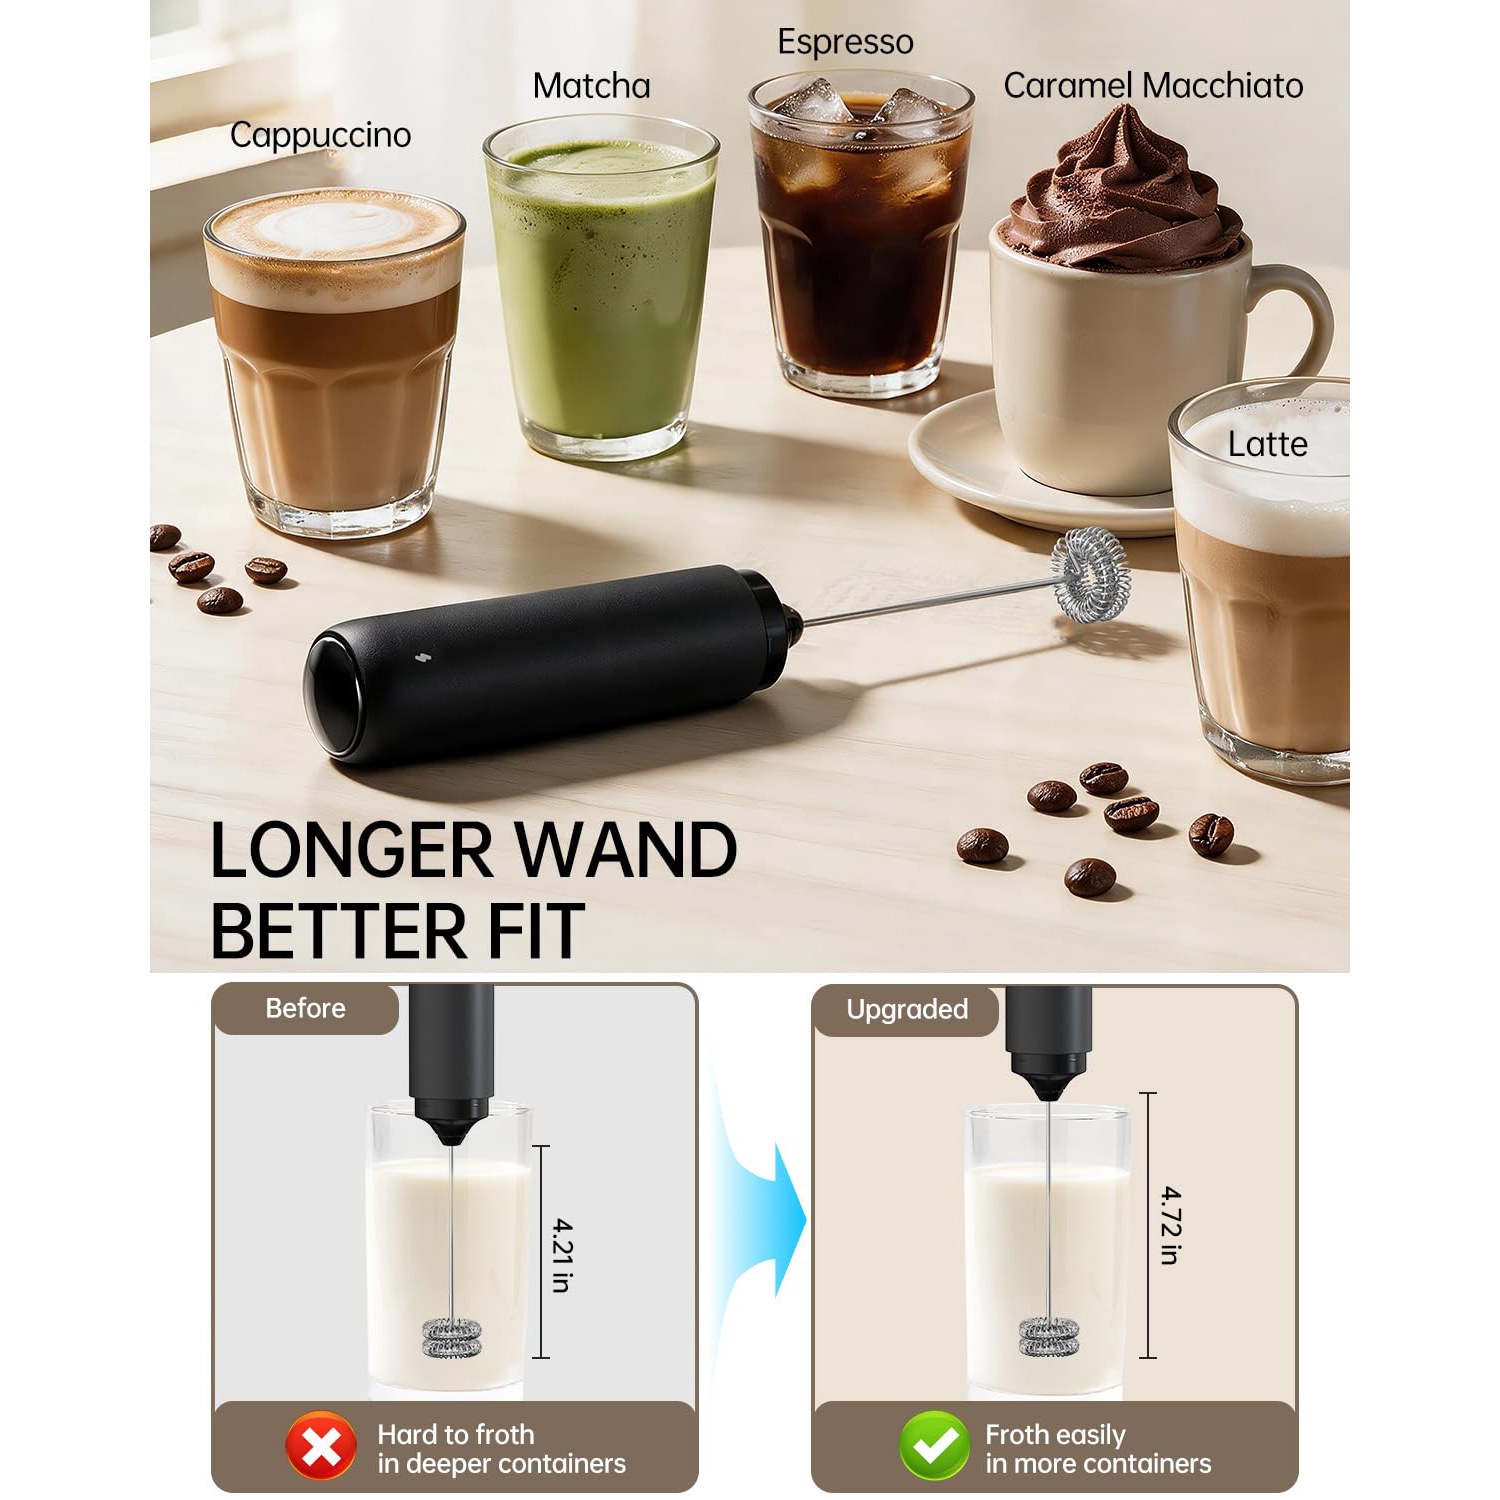 Espresso
Matcha
Caramel Macchiato
Cappuccino
Latte
LONGER WAND
BETTER FIT
Before
Upgraded
4.21 in
4.72 in
Hard to froth
in deeper containers
Froth easily
in more containers